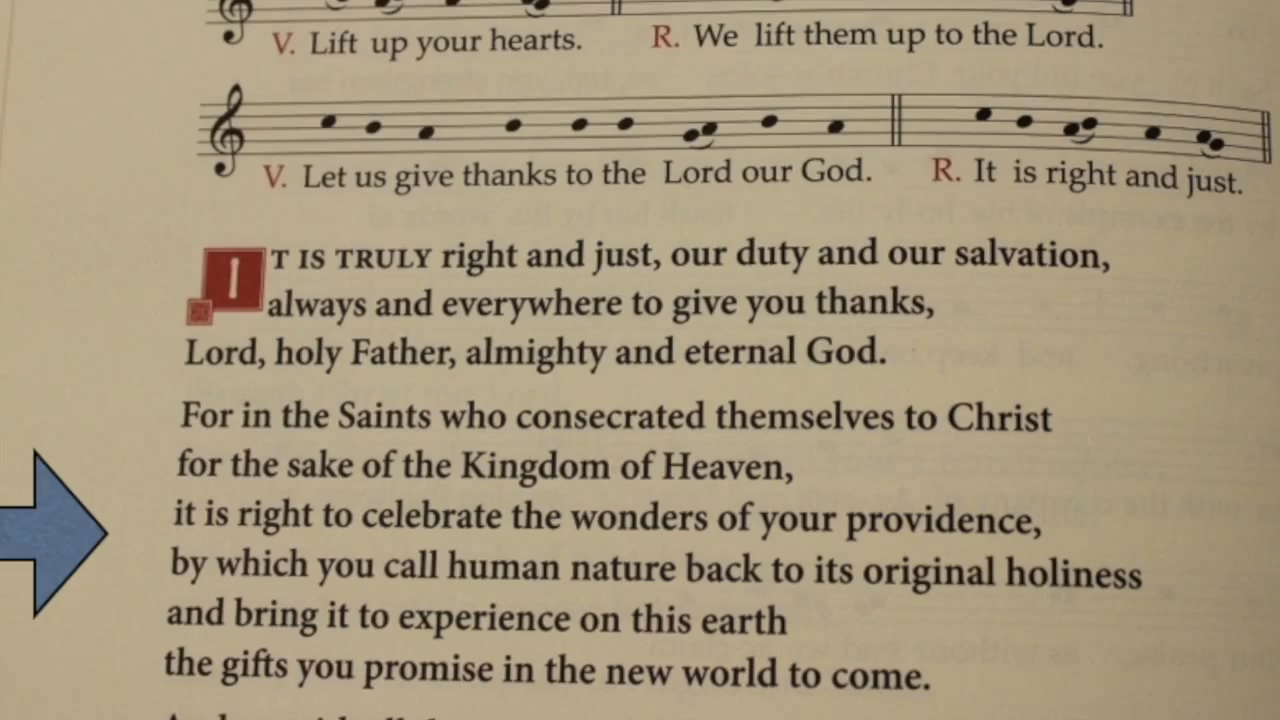 V. Lift up your hearts. R. We lift them up to the Lord.
V. Let us give thanks to the Lord our God. R. It is right and just.
IT IS TRULY right and just, our duty and our salvation,
always and everywhere to give you thanks,
Lord, holy Father, almighty and eternal God.
For in the Saints who consecrated themselves to Christ
for the sake of the Kingdom of Heaven,
it is right to celebrate the wonders of your providence,
by which you call human nature back to its original holiness
and bring it to experience on this earth
the gifts you promise in the new world to come.